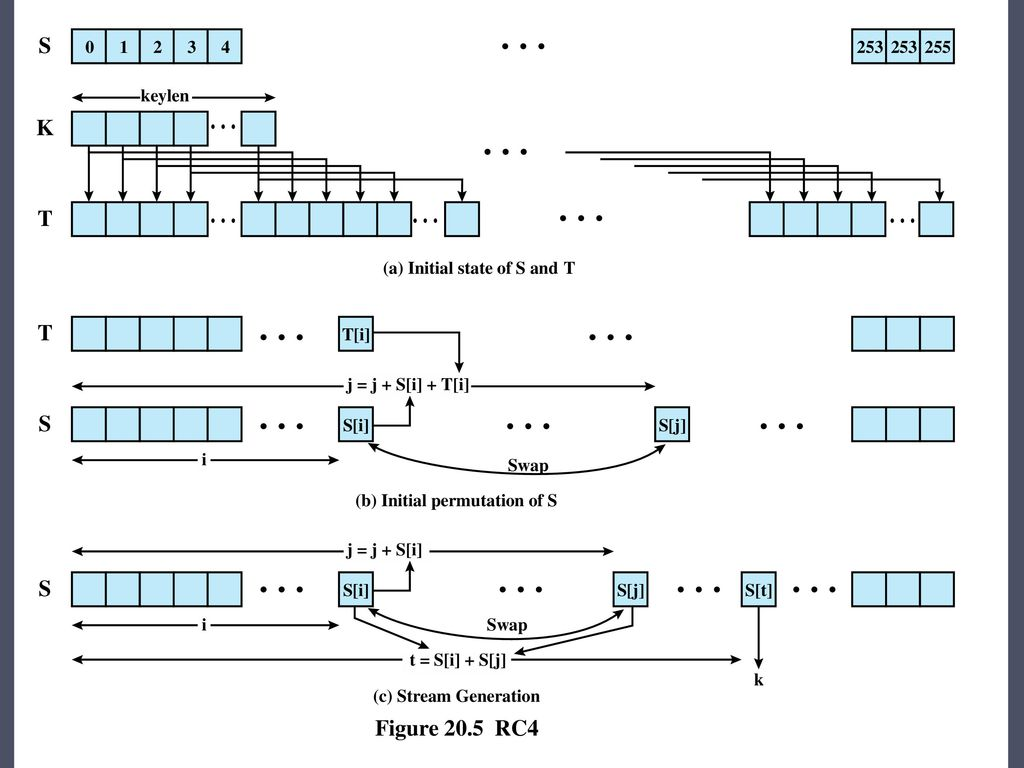 S 0 1 2 3 4 • • • 253 253 255
keylen
K • • • • • •
T • • • • • • • • • • • •
(a) Initial state of S and T
T • • • T[i] • • •
j = j + S[i] + T[i]
S • • • S[i] • • • S[j] • • •
i
Swap
(b) Initial permutation of S
j = j + S[i]
S • • • S[i] • • • S[j] • • • S[t] • • •
i Swap
t = S[i] + S[j]
k
(c) Stream Generation
Figure 20.5 RC4